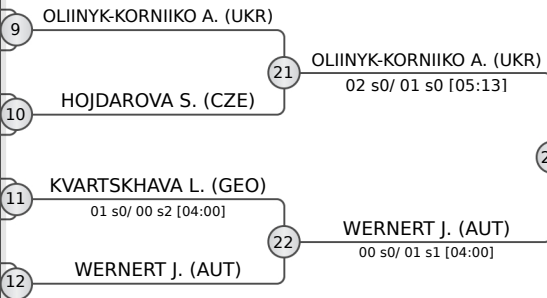 OLIINYK-KORNIIKO A. (UKR)
9
21
OLIINYK-KORNIIKO A. (UKR)
02 s0/ 01 s0 [05:13]
HOJDAROVA S. (CZE)
10
KVARTSKHAVA L. (GEO)
11
01 s0/ 00 s2 [04:00]
22
WERNERT J. (AUT)
00 s0/ 01 s1 [04:00]
WERNERT J. (AUT)
12